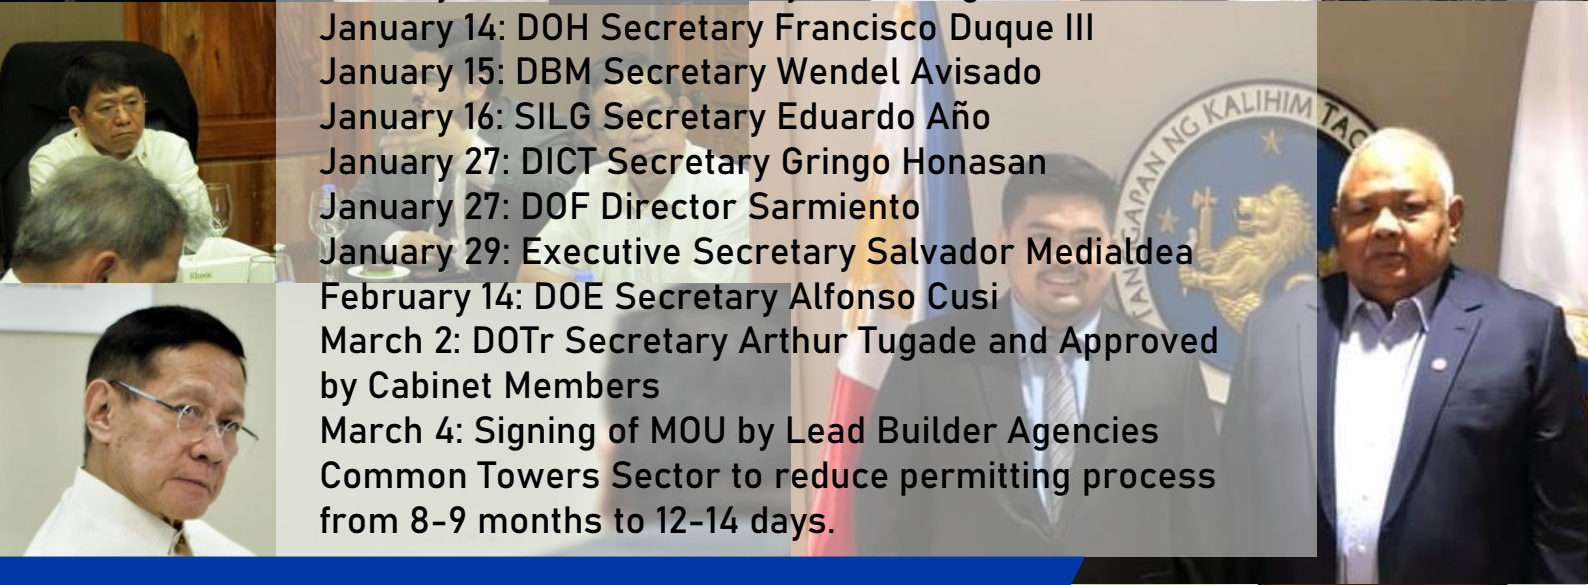 January 14: DOH Secretary Francisco Duque III
January 15: DBM Secretary Wendel Avisado
January 16: SILG Secretary Eduardo Año
January 27: DICT Secretary Gringo Honasan
January 27: DOF Director Sarmiento
January 29: Executive Secretary Salvador Medialdea
February 14: DOE Secretary Alfonso Cusi
March 2: DOTr Secretary Arthur Tugade and Approved
by Cabinet Members
March 4: Signing of MOU by Lead Builder Agencies
Common Towers Sector to reduce permitting process
from 8-9 months to 12-14 days.
TANGGAPAN NG KALIHIM